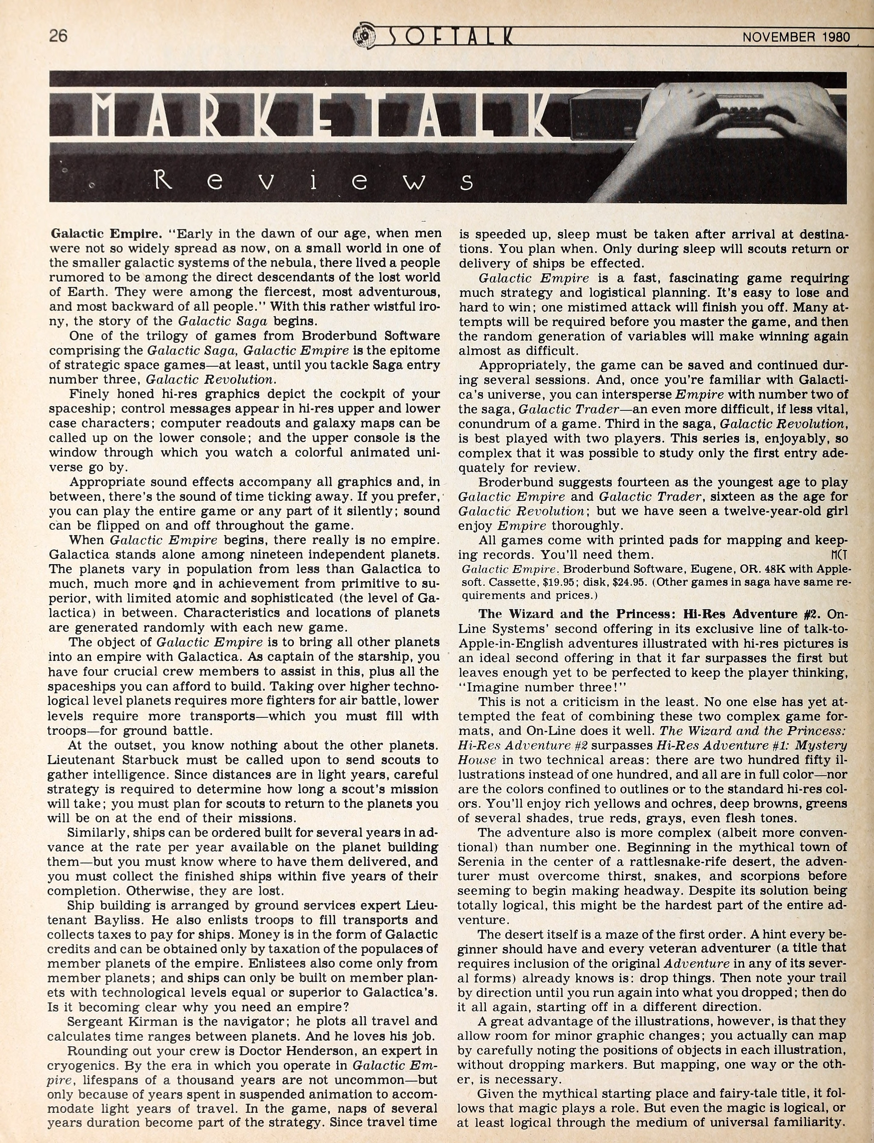 26
SOFTALK
NOVEMBER 1980
MARKETALK
Reviews
Galactic Empire. "Early in the dawn of our age, when men
were not so widely spread as now, on a small world in one of
the smaller galactic systems of the nebula, there lived a people
rumored to be among the direct descendants of the lost world
of Earth. They were among the fiercest, most adventurous,
and most backward of all people." With this rather wistful iro-
ny, the story of the Galactic Saga begins.
One of the trilogy of games from Broderbund Software
comprising the Galactic Saga, Galactic Empire is the epitome
of strategic space games—at least, until you tackle Saga entry
number three, Galactic Revolution.
Finely honed hi-res graphics depict the cockpit of your
spaceship; control messages appear in hi-res upper and lower
case characters; computer readouts and galaxy maps can be
called up on the lower console; and the upper console is the
window through which you watch a colorful animated uni-
verse go by.
Appropriate sound effects accompany all graphics and, in
between, there's the sound of time ticking away. If you prefer,
you can play the entire game or any part of it silently; sound
can be flipped on and off throughout the game.
When Galactic Empire begins, there really is no empire.
Galactica stands alone among nineteen independent planets.
The planets vary in population from less than Galactica to
much, much more and in achievement from primitive to su-
perior, with limited atomic and sophisticated (the level of Ga-
lactica) in between. Characteristics and locations of planets
are generated randomly with each new game.
The object of Galactic Empire is to bring all other planets
into an empire with Galactica. As captain of the starship, you
have four crucial crew members to assist in this, plus all the
spaceships you can afford to build. Taking over higher techno-
logical level planets requires more fighters for air battle, lower
levels require more transports—which you must fill with
troops—for ground battle.
At the outset, you know nothing about the other planets.
Lieutenant Starbuck must be called upon to send scouts to
gather intelligence. Since distances are in light years, careful
strategy is required to determine how long a scout's mission
will take; you must plan for scouts to return to the planets you
will be on at the end of their missions.
Similarly, ships can be ordered built for several years in ad-
vance at the rate per year available on the planet building
them—but you must know where to have them delivered, and
you must collect the finished ships within five years of their
completion. Otherwise, they are lost.
Ship building is arranged by ground services expert Lieu-
tenant Bayliss. He also enlists troops to fill transports and
collects taxes to pay for ships. Money is in the form of Galactic
credits and can be obtained only by taxation of the populaces of
member planets of the empire. Enlistees also come only from
member planets; and ships can only be built on member plan-
ets with technological levels equal or superior to Galactica's.
Is it becoming clear why you need an empire?
Sergeant Kirman is the navigator; he plots all travel and
calculates time ranges between planets. And he loves his job.
Rounding out your crew is Doctor Henderson, an expert in
cryogenics. By the era in which you operate in Galactic Em-
pire, lifespans of a thousand years are not uncommon—but
only because of years spent in suspended animation to accom-
modate light years of travel. In the game, naps of several
years duration become part of the strategy. Since travel time
is speeded up, sleep must be taken after arrival at destina-
tions. You plan when. Only during sleep will scouts return or
delivery of ships be effected.
Galactic Empire is a fast, fascinating game requiring
much strategy and logistical planning. It's easy to lose and
hard to win; one mistimed attack will finish you off. Many at-
tempts will be required before you master the game, and then
the random generation of variables will make winning again
almost as difficult.
Appropriately, the game can be saved and continued dur-
ing several sessions. And, once you're familiar with Galacti-
ca's universe, you can intersperse Empire with number two of
the saga, Galactic Trader—an even more difficult, if less vital,
conundrum of a game. Third in the saga, Galactic Revolution,
is best played with two players. This series is, enjoyably, so
complex that it was possible to study only the first entry ade-
quately for review.
Broderbund suggests fourteen as the youngest age to play
Galactic Empire and Galactic Trader, sixteen as the age for
Galactic Revolution; but we have seen a twelve-year-old girl
enjoy Empire thoroughly.
All games come with printed pads for mapping and keep-
ing records. You'll need them. MCT
Galactic Empire. Broderbund Software, Eugene, OR. 48K with Apple-
soft. Cassette, $19.95; disk, $24.95. (Other games in saga have same re-
quirements and prices.)
The Wizard and the Princess: Hi-Res Adventure #2. On-
Line Systems' second offering in its exclusive line of talk-to-
Apple-in-English adventures illustrated with hi-res pictures is
an ideal second offering in that it far surpasses the first but
leaves enough yet to be perfected to keep the player thinking,
"Imagine number three!"
This is not a criticism in the least. No one else has yet at-
tempted the feat of combining these two complex game for-
mats, and On-Line does it well. The Wizard and the Princess:
Hi-Res Adventure #2 surpasses Hi-Res Adventure #1: Mystery
House in two technical areas: there are two hundred fifty il-
lustrations instead of one hundred, and all are in full color—nor
are the colors confined to outlines or to the standard hi-res col-
ors. You'll enjoy rich yellows and ochres, deep browns, greens
of several shades, true reds, grays, even flesh tones.
The adventure also is more complex (albeit more conven-
tional) than number one. Beginning in the mythical town of
Serenia in the center of a rattlesnake-rife desert, the adven-
turer must overcome thirst, snakes, and scorpions before
seeming to begin making headway. Despite its solution being
totally logical, this might be the hardest part of the entire ad-
venture.
The desert itself is a maze of the first order. A hint every be-
ginner should have and every veteran adventurer (a title that
requires inclusion of the original Adventure in any of its sever-
al forms) already knows is: drop things. Then note your trail
by direction until you run again into what you dropped; then do
it all again, starting off in a different direction.
A great advantage of the illustrations, however, is that they
allow room for minor graphic changes; you actually can map
by carefully noting the positions of objects in each illustration,
without dropping markers. But mapping, one way or the oth-
er, is necessary.
Given the mythical starting place and fairy-tale title, it fol-
lows that magic plays a role. But even the magic is logical, or
at least logical through the medium of universal familiarity.